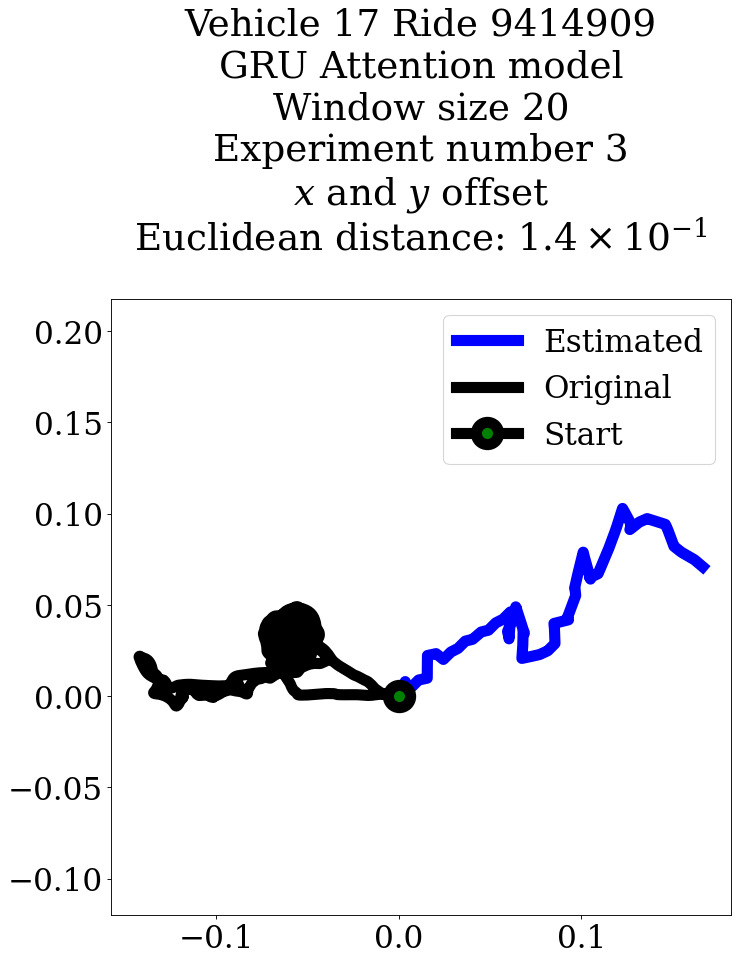 Vehicle 17 Ride 9414909
GRU Attention model
Window size 20
Experiment number 3
x and y offset
Euclidean distance: 1.4 × 10⁻¹
Estimated
Original
Start
0.20
0.15
0.10
0.05
0.00
−0.05
−0.10
−0.1 0.0 0.1